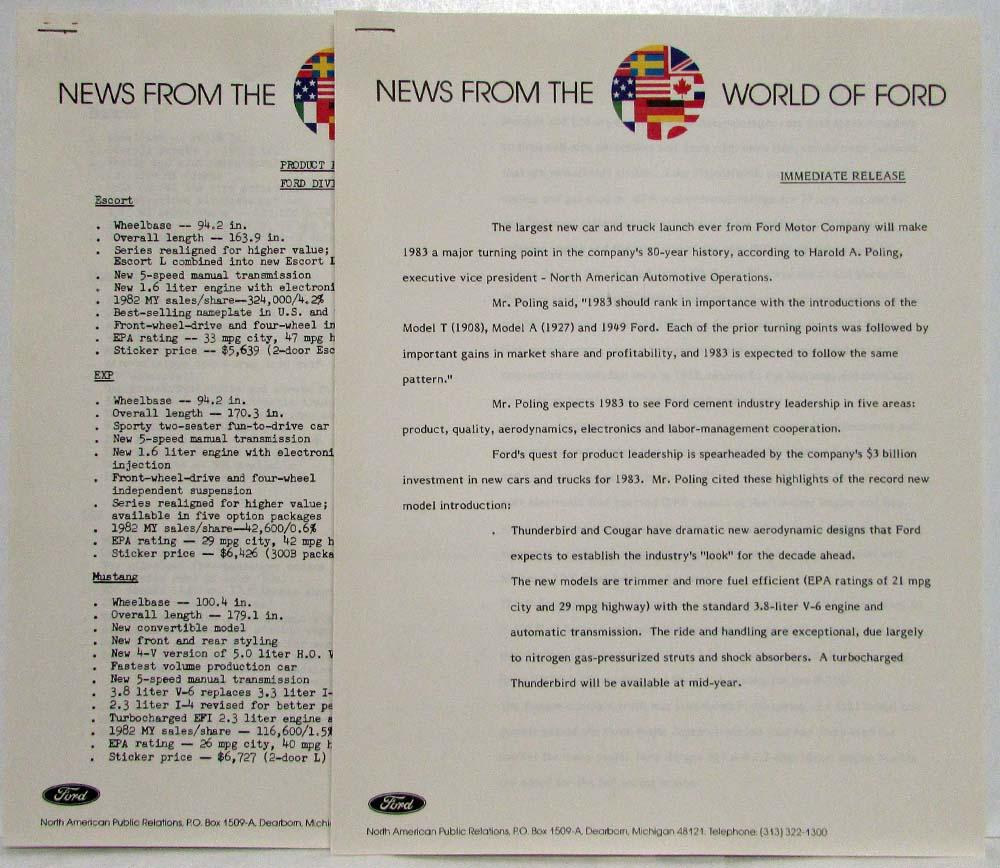 NEWS FROM THE
PRODUCT
FORD DIVI
Escort
. Wheelbase -- 94.2 in.
. Overall length -- 163.9 in.
. Series realigned for higher value;
Escort L combined into new Escort L
. New 5-speed manual transmission
. New 1.6 liter engine with electroni
. 1982 MY sales/share--324,000/4.2%
. Best-selling nameplate in U.S. and
. Front-wheel-drive and four-wheel in
. EPA rating -- 33 mpg city, 47 mpg h
. Sticker price -- $5,639 (2-door Esc
EXP
. Wheelbase -- 94.2 in.
. Overall length -- 170.3 in.
. Sporty two-seater fun-to-drive car
. New 5-speed manual transmission
. New 1.6 liter engine with electroni
injection
. Front-wheel-drive and four-wheel
independent suspension
. Series realigned for higher value;
available in five option packages
. 1982 MY sales/share--42,600/0.6%
. EPA rating -- 29 mpg city, 42 mpg h
. Sticker price -- $6,426 (300B packa
Mustang
. Wheelbase -- 100.4 in.
. Overall length -- 179.1 in.
. New convertible model
. New front and rear styling
. New 4-V version of 5.0 liter H.O. V
. Fastest volume production car
. New 5-speed manual transmission
. 3.8 liter V-6 replaces 3.3 liter I-
. 2.3 liter I-4 revised for better pe
. Turbocharged EFI 2.3 liter engine a
. 1982 MY sales/share -- 116,600/1.5%
. EPA rating -- 26 mpg city, 40 mpg h
. Sticker price -- $6,727 (2-door L)
Ford
North American Public Relations, P.O. Box 1509-A, Dearborn, Michi
NEWS FROM THE WORLD OF FORD
IMMEDIATE RELEASE
The largest new car and truck launch ever from Ford Motor Company will make
1983 a major turning point in the company's 80-year history, according to Harold A. Poling,
executive vice president - North American Automotive Operations.
Mr. Poling said, "1983 should rank in importance with the introductions of the
Model T (1908), Model A (1927) and 1949 Ford. Each of the prior turning points was followed by
important gains in market share and profitability, and 1983 is expected to follow the same
pattern."
Mr. Poling expects 1983 to see Ford cement industry leadership in five areas:
product, quality, aerodynamics, electronics and labor-management cooperation.
Ford's quest for product leadership is spearheaded by the company's $3 billion
investment in new cars and trucks for 1983. Mr. Poling cited these highlights of the record new
model introduction:
. Thunderbird and Cougar have dramatic new aerodynamic designs that Ford
expects to establish the industry's "look" for the decade ahead.
The new models are trimmer and more fuel efficient (EPA ratings of 21 mpg
city and 29 mpg highway) with the standard 3.8-liter V-6 engine and
automatic transmission. The ride and handling are exceptional, due largely
to nitrogen gas-pressurized struts and shock absorbers. A turbocharged
Thunderbird will be available at mid-year.
Ford
North American Public Relations, P.O. Box 1509-A, Dearborn, Michigan 48121. Telephone: (313) 322-1300